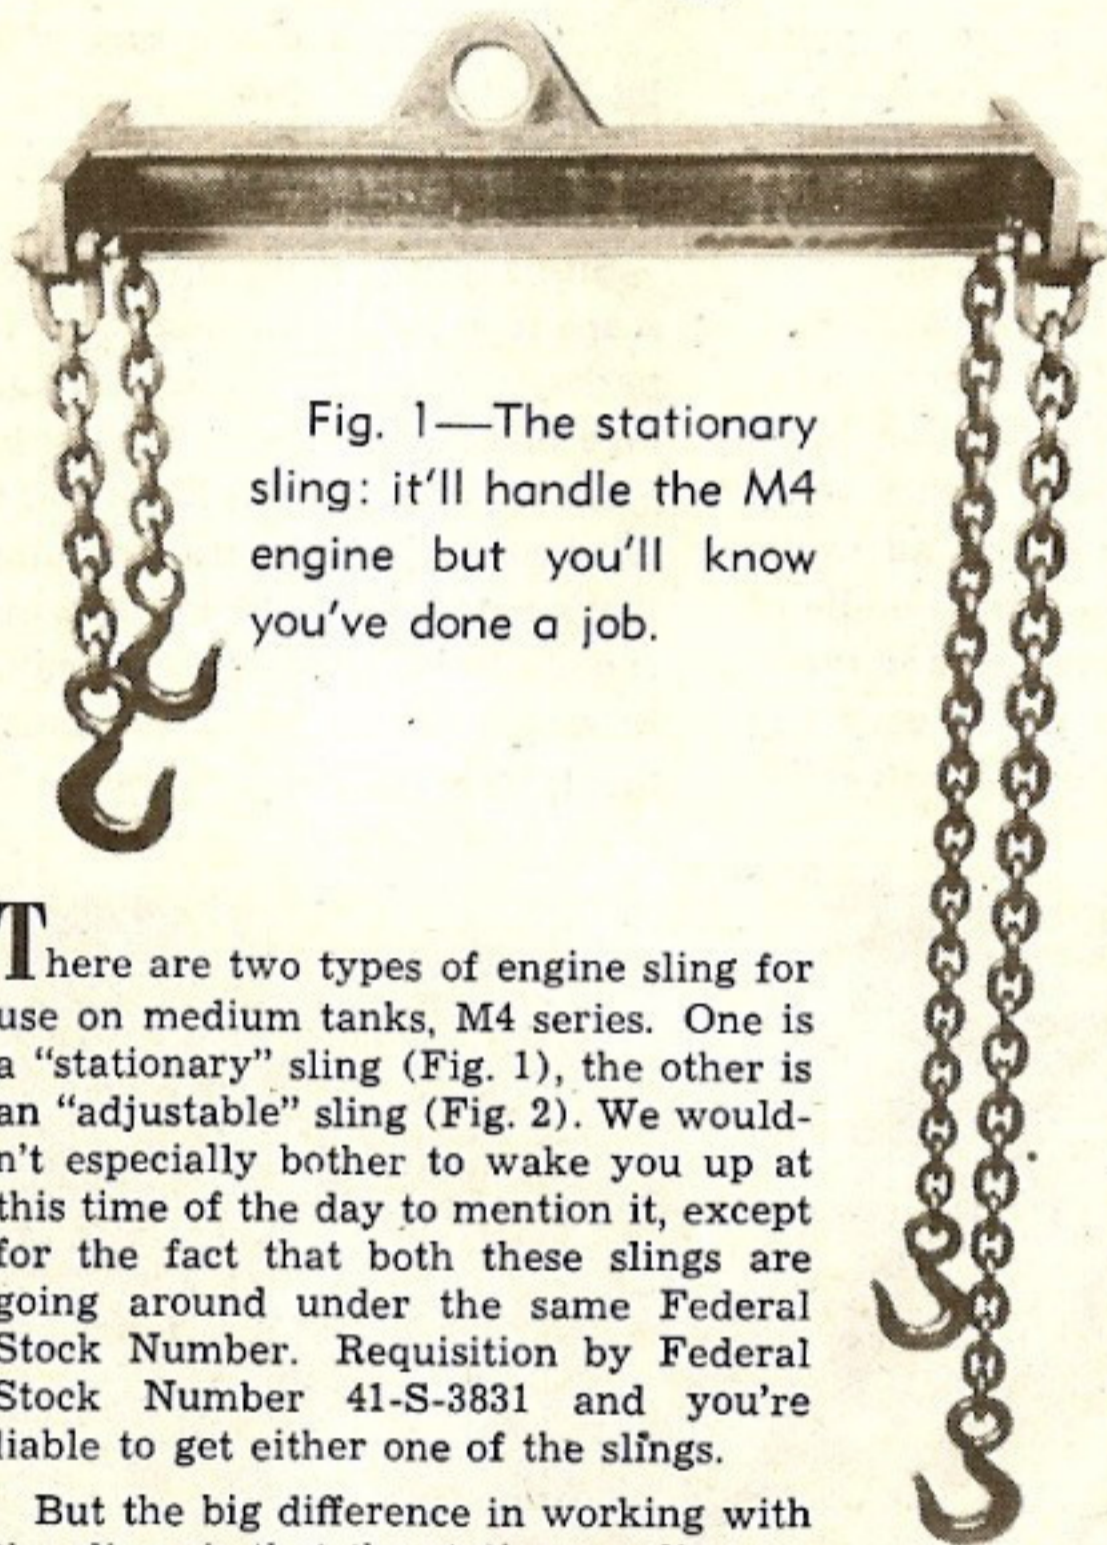 Fig. 1—The stationary
sling: it'll handle the M4
engine but you'll know
you've done a job.
There are two types of engine sling for
use on medium tanks, M4 series. One is
a “stationary” sling (Fig. 1), the other is
an “adjustable” sling (Fig. 2). We would-
n't especially bother to wake you up at
this time of the day to mention it, except
for the fact that both these slings are
going around under the same Federal
Stock Number. Requisition by Federal
Stock Number 41-S-3831 and you're
liable to get either one of the slings.
But the big difference in working with